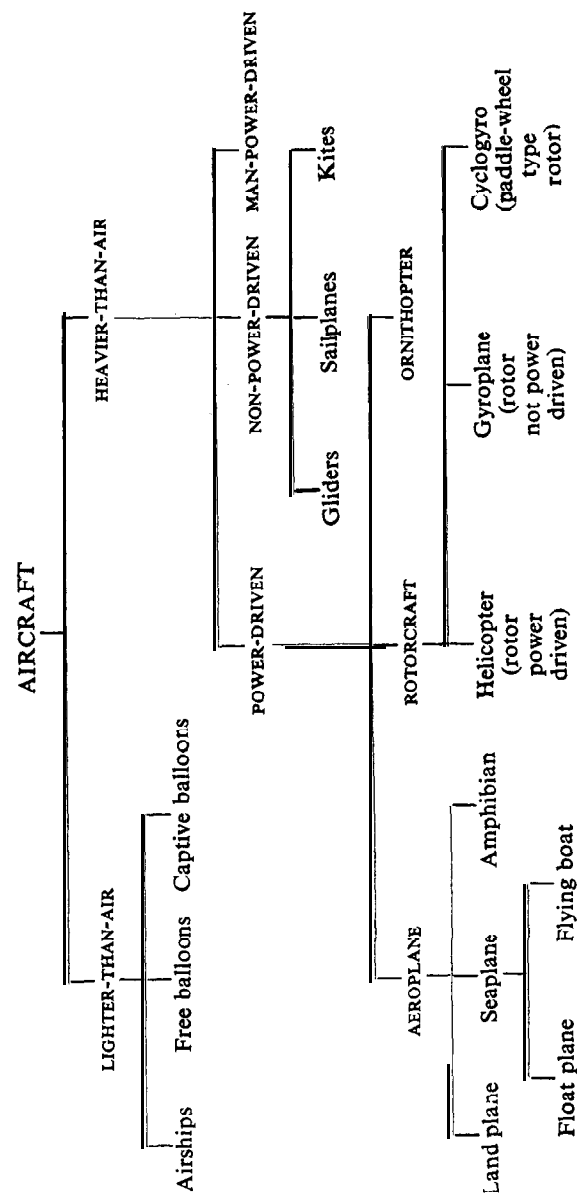 AIRCRAFT
LIGHTER-THAN-AIR
HEAVIER-THAN-AIR
Airships
Free balloons
Captive balloons
POWER-DRIVEN
NON-POWER-DRIVEN
MAN-POWER-DRIVEN
Gliders
Sailplanes
Kites
AEROPLANE
ROTORCRAFT
ORNITHOPTER
Land plane
Seaplane
Amphibian
Helicopter
(rotor
power
driven)
Gyroplane
(rotor
not power
driven)
Cyclogyro
(paddle-wheel
type
rotor)
Float plane
Flying boat